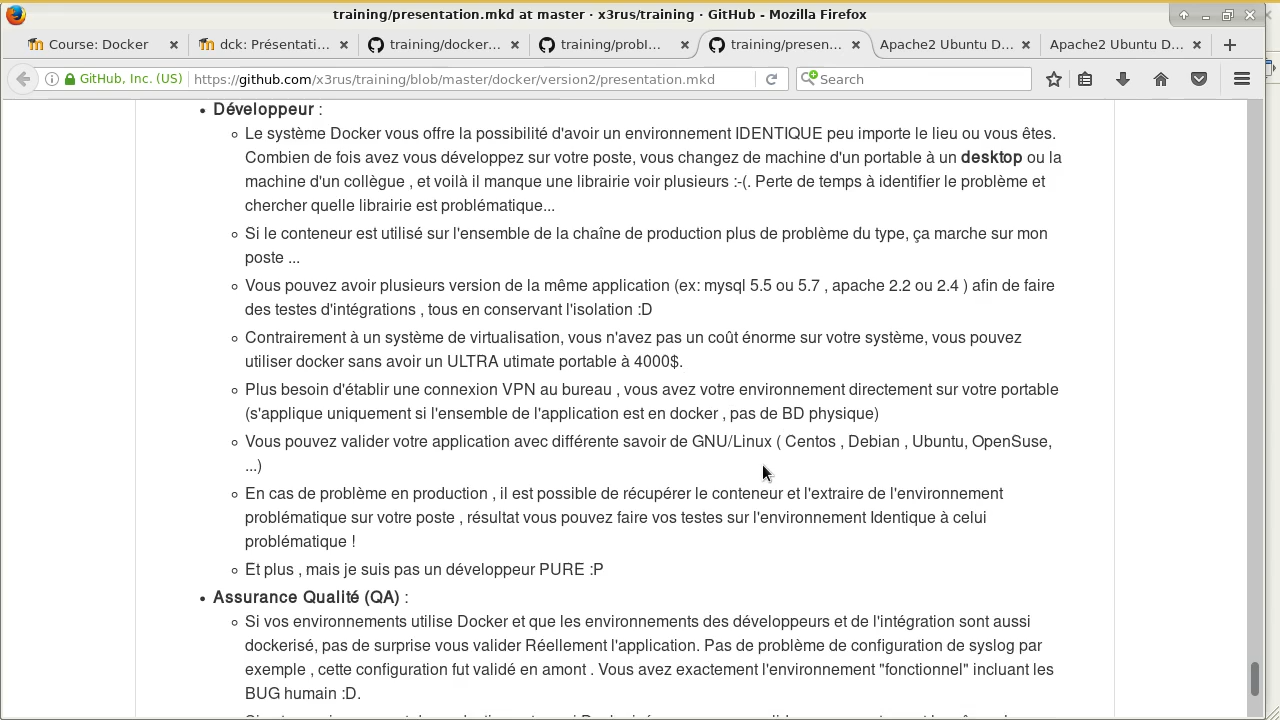 training/presentation.mkd at master · x3rus/training · GitHub - Mozilla Firefox
Course: Docker
dck: Présentati...
training/docker...
training/probl...
training/presen...
Apache2 Ubuntu D...
Apache2 Ubuntu D...
GitHub, Inc. (US)
https://github.com/x3rus/training/blob/master/docker/version2/presentation.mkd
Search
Développeur :
Le système Docker vous offre la possibilité d'avoir un environnement IDENTIQUE peu importe le lieu ou vous êtes.
Combien de fois avez vous développez sur votre poste, vous changez de machine d'un portable à un desktop ou la
machine d'un collègue , et voilà il manque une librairie voir plusieurs :-(. Perte de temps à identifier le problème et
chercher quelle librairie est problématique...
Si le conteneur est utilisé sur l'ensemble de la chaîne de production plus de problème du type, ça marche sur mon
poste ...
Vous pouvez avoir plusieurs version de la même application (ex: mysql 5.5 ou 5.7 , apache 2.2 ou 2.4 ) afin de faire
des testes d'intégrations , tous en conservant l'isolation :D
Contrairement à un système de virtualisation, vous n'avez pas un coût énorme sur votre système, vous pouvez
utiliser docker sans avoir un ULTRA utimate portable à 4000$.
Plus besoin d'établir une connexion VPN au bureau , vous avez votre environnement directement sur votre portable
(s'applique uniquement si l'ensemble de l'application est en docker , pas de BD physique)
Vous pouvez valider votre application avec différente savoir de GNU/Linux ( Centos , Debian , Ubuntu, OpenSuse,
...)
En cas de problème en production , il est possible de récupérer le conteneur et l'extraire de l'environnement
problématique sur votre poste , résultat vous pouvez faire vos testes sur l'environnement Identique à celui
problématique !
Et plus , mais je suis pas un développeur PURE :P
Assurance Qualité (QA) :
Si vos environnements utilise Docker et que les environnements des développeurs et de l'intégration sont aussi
dockerisé, pas de surprise vous valider Réellement l'application. Pas de problème de configuration de syslog par
exemple , cette configuration fut validé en amont . Vous avez exactement l'environnement "fonctionnel" incluant les
BUG humain :D.